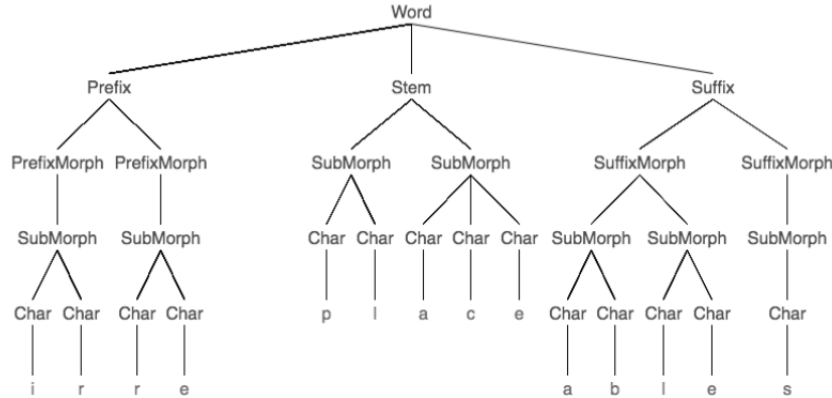 Word
Prefix Stem Suffix
PrefixMorph PrefixMorph SubMorph SubMorph SuffixMorph SuffixMorph
SubMorph SubMorph Char Char Char Char Char SubMorph SubMorph SubMorph
Char Char Char Char p l a c e Char Char Char Char Char
i r r e a b l e s